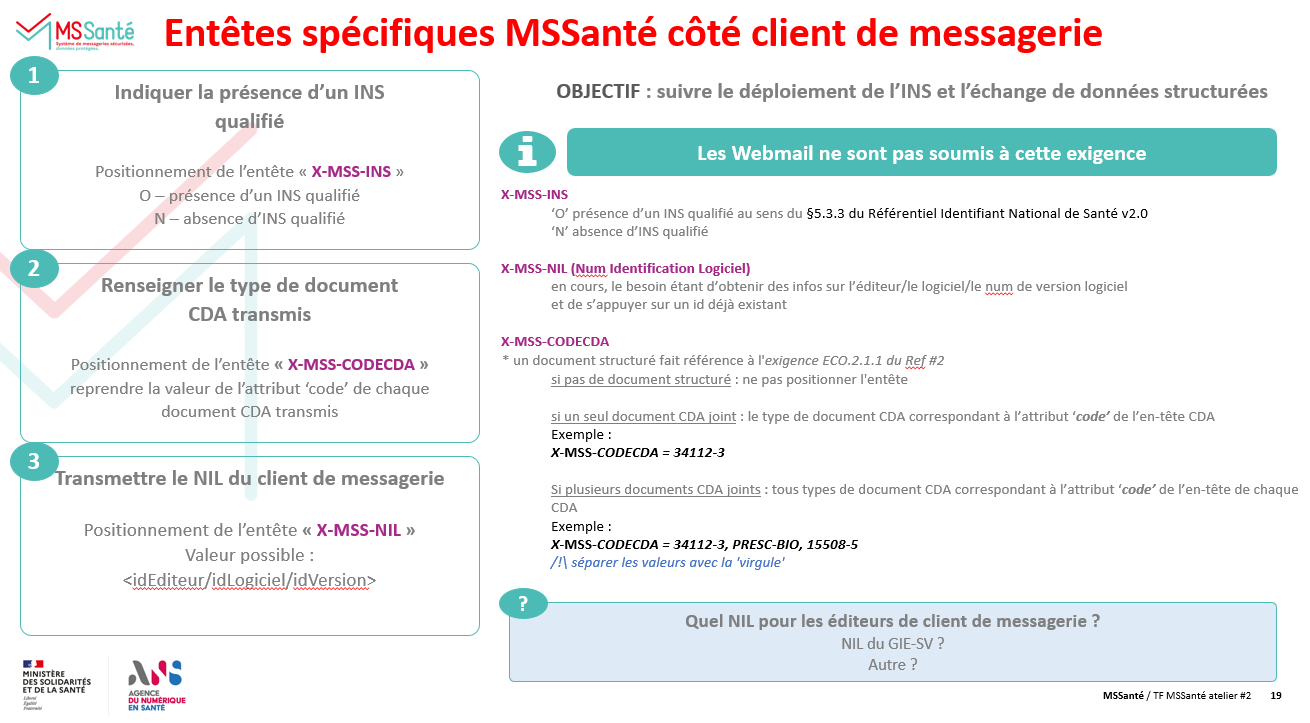 MSSanté
Système de messageries sécurisées.
données protégées.
Entêtes spécifiques MSSanté côté client de messagerie
1
Indiquer la présence d’un INS
qualifié
Positionnement de l’entête « X-MSS-INS »
O – présence d’un INS qualifié
N – absence d’INS qualifié
2
Renseigner le type de document
CDA transmis
Positionnement de l’entête « X-MSS-CODECDA »
reprendre la valeur de l’attribut ‘code’ de chaque
document CDA transmis
3
Transmettre le NIL du client de messagerie
Positionnement de l’entête « X-MSS-NIL »
Valeur possible :
<idEditeur/idLogiciel/idVersion>
OBJECTIF : suivre le déploiement de l’INS et l’échange de données structurées
i
Les Webmail ne sont pas soumis à cette exigence
X-MSS-INS
‘O’ présence d’un INS qualifié au sens du §5.3.3 du Référentiel Identifiant National de Santé v2.0
‘N’ absence d’INS qualifié
X-MSS-NIL (Num Identification Logiciel)
en cours, le besoin étant d’obtenir des infos sur l’éditeur/le logiciel/le num de version logiciel
et de s’appuyer sur un id déjà existant
X-MSS-CODECDA
* un document structuré fait référence à l'exigence ECO.2.1.1 du Ref #2
si pas de document structuré : ne pas positionner l'entête
si un seul document CDA joint : le type de document CDA correspondant à l’attribut ‘code’ de l’en-tête CDA
Exemple :
X-MSS-CODECDA = 34112-3
Si plusieurs documents CDA joints : tous types de document CDA correspondant à l’attribut ‘code’ de l’en-tête de chaque
CDA
Exemple :
X-MSS-CODECDA = 34112-3, PRESC-BIO, 15508-5
/!\ séparer les valeurs avec la 'virgule'
?
Quel NIL pour les éditeurs de client de messagerie ?
NIL du GIE-SV ?
Autre ?
MINISTÈRE
DES SOLIDARITÉS
ET DE LA SANTÉ
Liberté
Égalité
Fraternité
ANS
AGENCE
DU NUMÉRIQUE
EN SANTÉ
MSSanté / TF MSSanté atelier #2 19